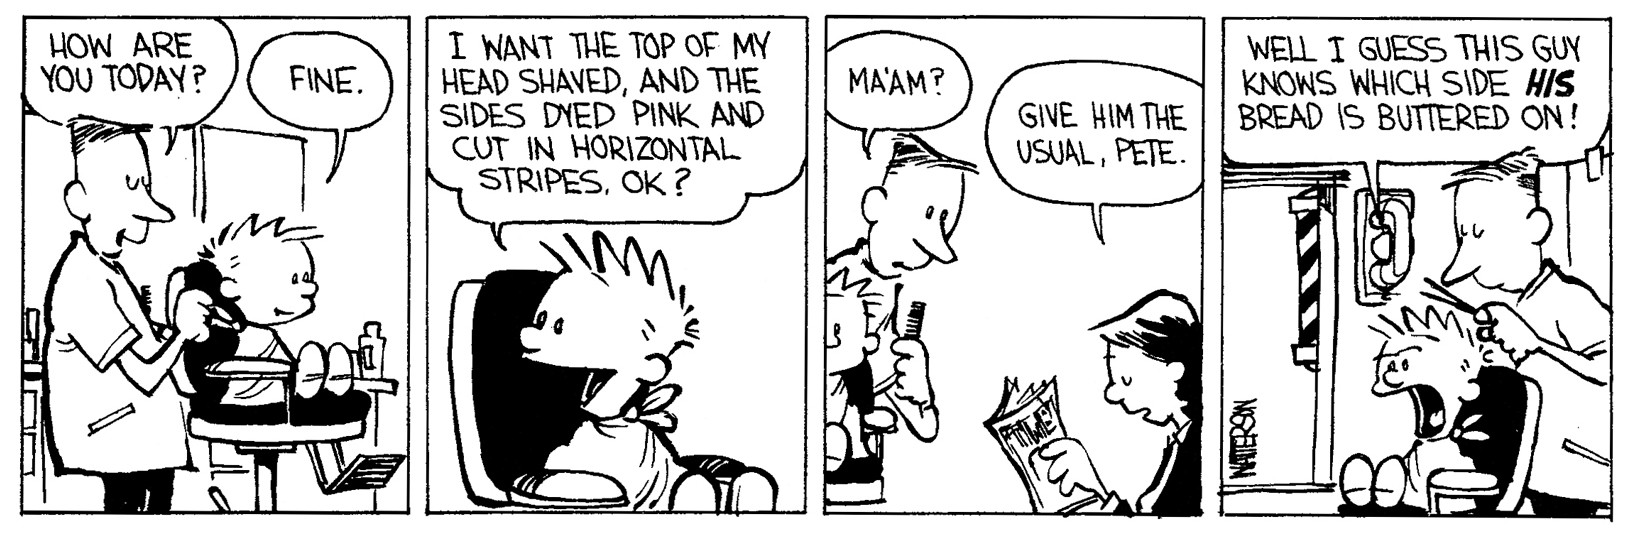 HOW ARE
YOU TODAY?
FINE.
I WANT THE TOP OF MY
HEAD SHAVED, AND THE
SIDES DYED PINK AND
CUT IN HORIZONTAL
STRIPES, OK?
MA'AM?
GIVE HIM THE
USUAL, PETE.
WELL I GUESS THIS GUY
KNOWS WHICH SIDE HIS
BREAD IS BUTTERED ON!
WATTERSON